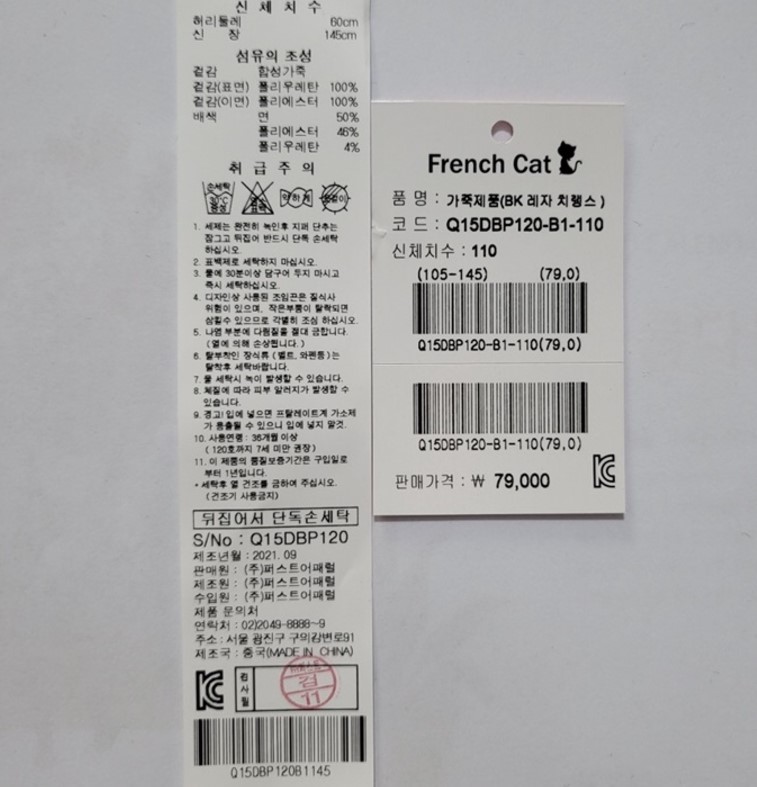 신 체 치 수
허리둘레 60cm
신 장 145cm
섬유의 조성
겉감 합성가죽
겉감(표면) 폴리우레탄 100%
겉감(이면) 폴리에스터 100%
배색 면 50%
폴리에스터 46%
폴리우레탄 4%
취 급 주 의
손세탁
30℃
중성
약하게
1. 세제는 완전히 녹인후 지퍼 단추는
잠그고 뒤집어 반드시 단독 손세탁
하십시오.
2. 표백제로 세탁하지 마십시오.
3. 물에 30분이상 담구어 두지 마시고
즉시 세탁하십시오.
4. 디자인상 사용된 조임끈은 질식사
위험이 있으며, 작은부품이 탈락되면
삼킬수 있으므로 각별히 조심 하십시오.
5. 나염 부분에 다림질을 절대 금합니다.
(열에 의해 손상됩니다.)
6. 탈부착인 장식류 (벨트, 와펜등)는
탈착후 세탁바랍니다.
7. 물 세탁시 녹이 발생할 수 있습니다.
8. 체질에 따라 피부 알러지가 발생할 수
있습니다.
9. 경고! 입에 넣으면 프탈레이트계 가소제
가 용출될 수 있으니 입에 넣지 말것.
10. 사용연령 : 36개월 이상
(120호까지 7세 미만 권장)
11. 이 제품의 품질보증기간은 구입일로
부터 1년입니다.
* 세탁후 열 건조를 금하여 주십시오.
(건조기 사용금지)
뒤집어서 단독손세탁
S/No : Q15DBP120
제조년월 : 2021. 09
판매원 : (주)퍼스트어패럴
제조원 : (주)퍼스트어패럴
수입원 : (주)퍼스트어패럴
제품 문의처
연락처 : 02)2049-8888~9
주소 : 서울 광진구 구의강변로91
제조국 : 중국(MADE IN CHINA)
KC
검사필
검
11
Q15DBP120B1145
French Cat
품 명 : 가죽제품(BK 레자 치랭스 )
코 드 : Q15DBP120-B1-110
신체치수 : 110
(105-145) (79,0)
Q15DBP120-B1-110(79,0)
Q15DBP120-B1-110(79,0)
판매가격 : ₩ 79,000
KC